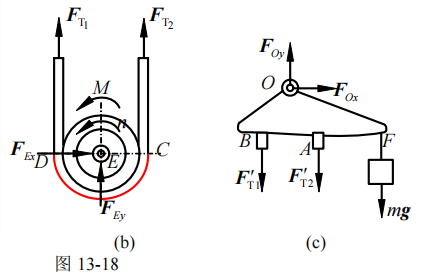 F_T1
F_T2
M
n
F_Ex
D
E
C
F_Ey
(b)
F_Oy
O
F_Ox
B
A
F
F'_T1
F'_T2
mg
(c)
图 13-18